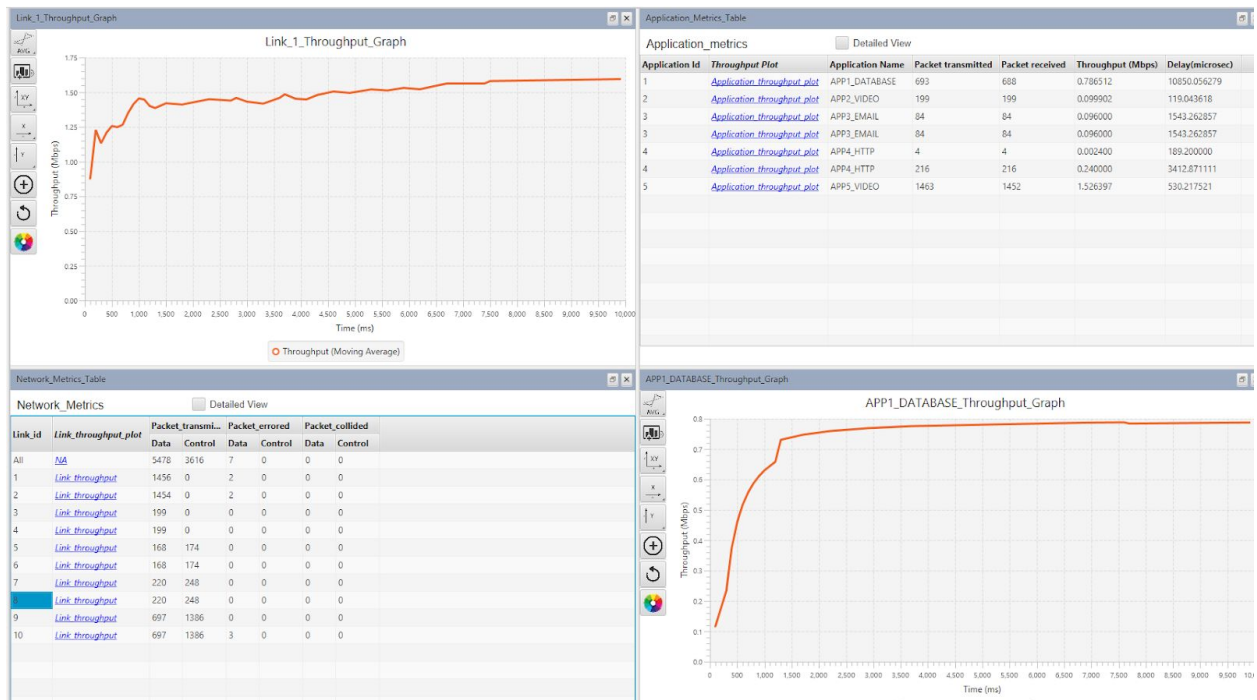 Link_1_Throughput_Graph
AVG
XY
X
Y
Link_1_Throughput_Graph
Throughput (Mbps)
1.75
1.50
1.25
1.00
0.75
0.50
0.25
0.00
0 500 1,000 1,500 2,000 2,500 3,000 3,500 4,000 4,500 5,000 5,500 6,000 6,500 7,000 7,500 8,000 8,500 9,000 9,500 10,000
Time (ms)
Throughput (Moving Average)
Application_Metrics_Table
Application_metrics Detailed View
Application Id Throughput Plot Application Name Packet transmitted Packet received Throughput (Mbps) Delay(microsec)
1 Application throughput plot APP1_DATABASE 693 688 0.786512 10850.056279
2 Application throughput plot APP2_VIDEO 199 199 0.099902 119.043618
3 Application throughput plot APP3_EMAIL 84 84 0.096000 1543.262857
3 Application throughput plot APP3_EMAIL 84 84 0.096000 1543.262857
4 Application throughput plot APP4_HTTP 4 4 0.002400 189.200000
4 Application throughput plot APP4_HTTP 216 216 0.240000 3412.871111
5 Application throughput plot APP5_VIDEO 1463 1452 1.526397 530.217521
Network_Metrics_Table
Network_Metrics Detailed View
Link_id Link_throughput_plot Packet_transmi... Packet_errored Packet_collided
Data Control Data Control Data Control
All NA 5478 3616 7 0 0 0
1 Link throughput 1456 0 2 0 0 0
2 Link throughput 1454 0 2 0 0 0
3 Link throughput 199 0 0 0 0 0
4 Link throughput 199 0 0 0 0 0
5 Link throughput 168 174 0 0 0 0
6 Link throughput 168 174 0 0 0 0
7 Link throughput 220 248 0 0 0 0
8 Link throughput 220 248 0 0 0 0
9 Link throughput 697 1386 0 0 0 0
10 Link throughput 697 1386 3 0 0 0
APP1_DATABASE_Throughput_Graph
AVG
XY
X
Y
APP1_DATABASE_Throughput_Graph
Throughput (Mbps)
0.8
0.7
0.6
0.5
0.4
0.3
0.2
0.1
0.0
0 500 1,000 1,500 2,000 2,500 3,000 3,500 4,000 4,500 5,000 5,500 6,000 6,500 7,000 7,500 8,000 8,500 9,000 9,500
Time (ms)